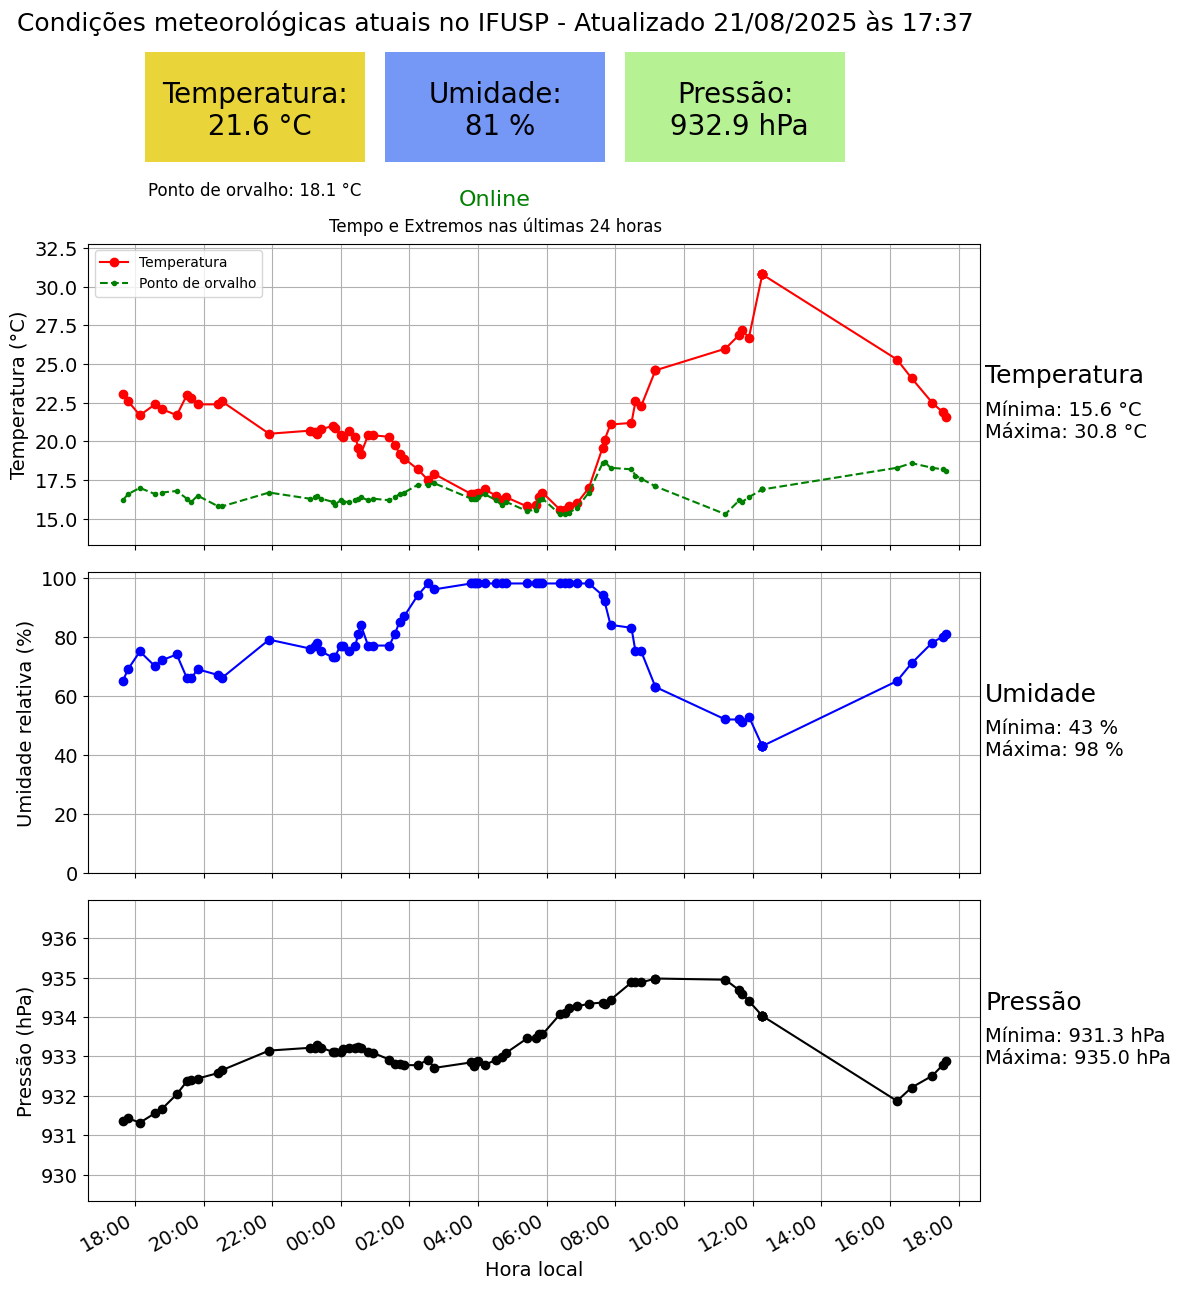 Condições meteorológicas atuais no IFUSP - Atualizado 21/08/2025 às 17:37
Temperatura:
21.6 °C
Umidade:
81 %
Pressão:
932.9 hPa
Ponto de orvalho: 18.1 °C
Online
Tempo e Extremos nas últimas 24 horas
Temperatura
Ponto de orvalho
Temperatura (°C)
32.5
30.0
27.5
25.0
22.5
20.0
17.5
15.0
Temperatura
Mínima: 15.6 °C
Máxima: 30.8 °C
Umidade relativa (%)
100
80
60
40
20
0
Umidade
Mínima: 43 %
Máxima: 98 %
Pressão (hPa)
936
935
934
933
932
931
930
Pressão
Mínima: 931.3 hPa
Máxima: 935.0 hPa
18:00 20:00 22:00 00:00 02:00 04:00 06:00 08:00 10:00 12:00 14:00 16:00 18:00
Hora local